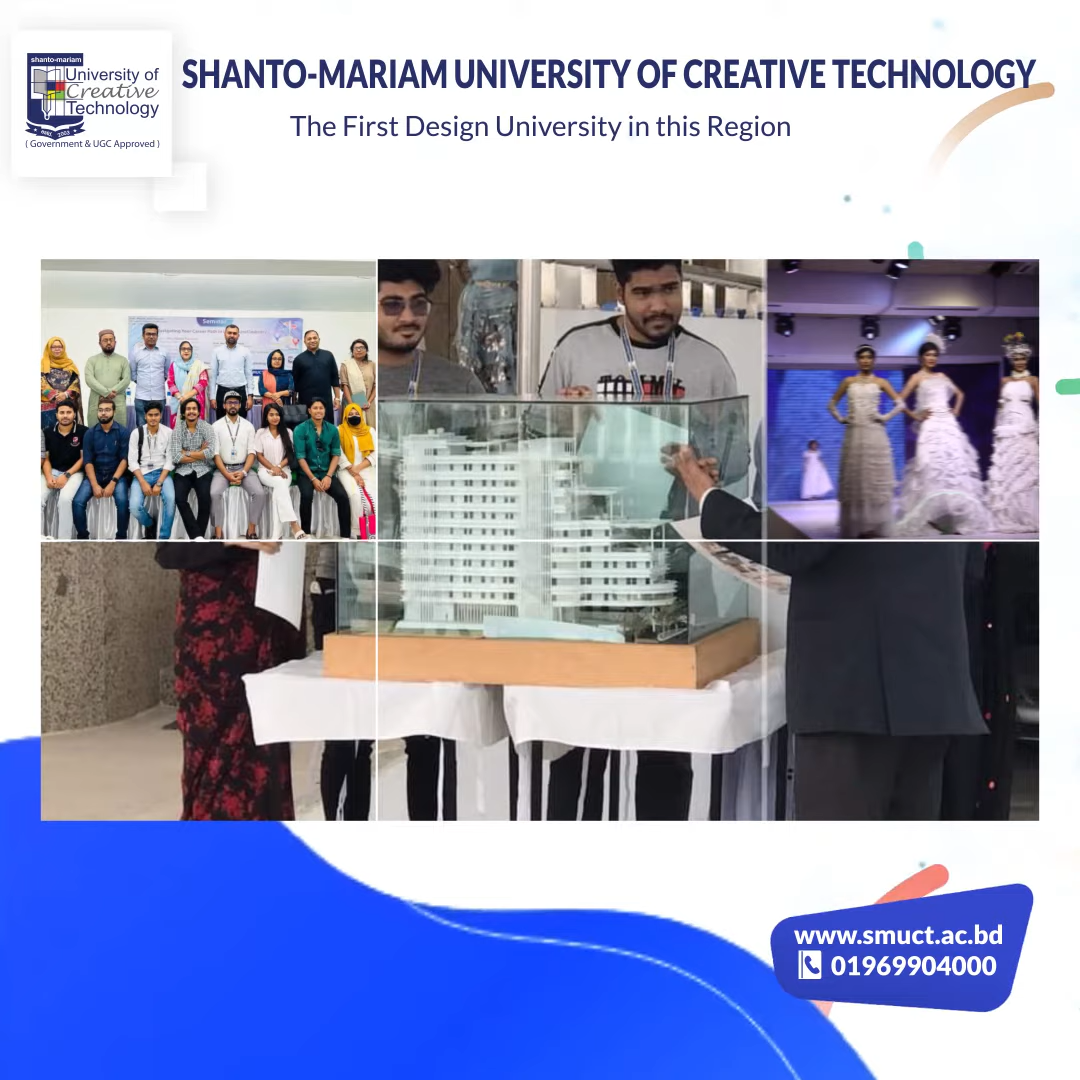 shanto-mariam
University of
Creative
Technology
( Government & UGC Approved )
SHANTO-MARIAM UNIVERSITY OF CREATIVE TECHNOLOGY
The First Design University in this Region
Seminar
www.smuct.ac.bd
01969904000